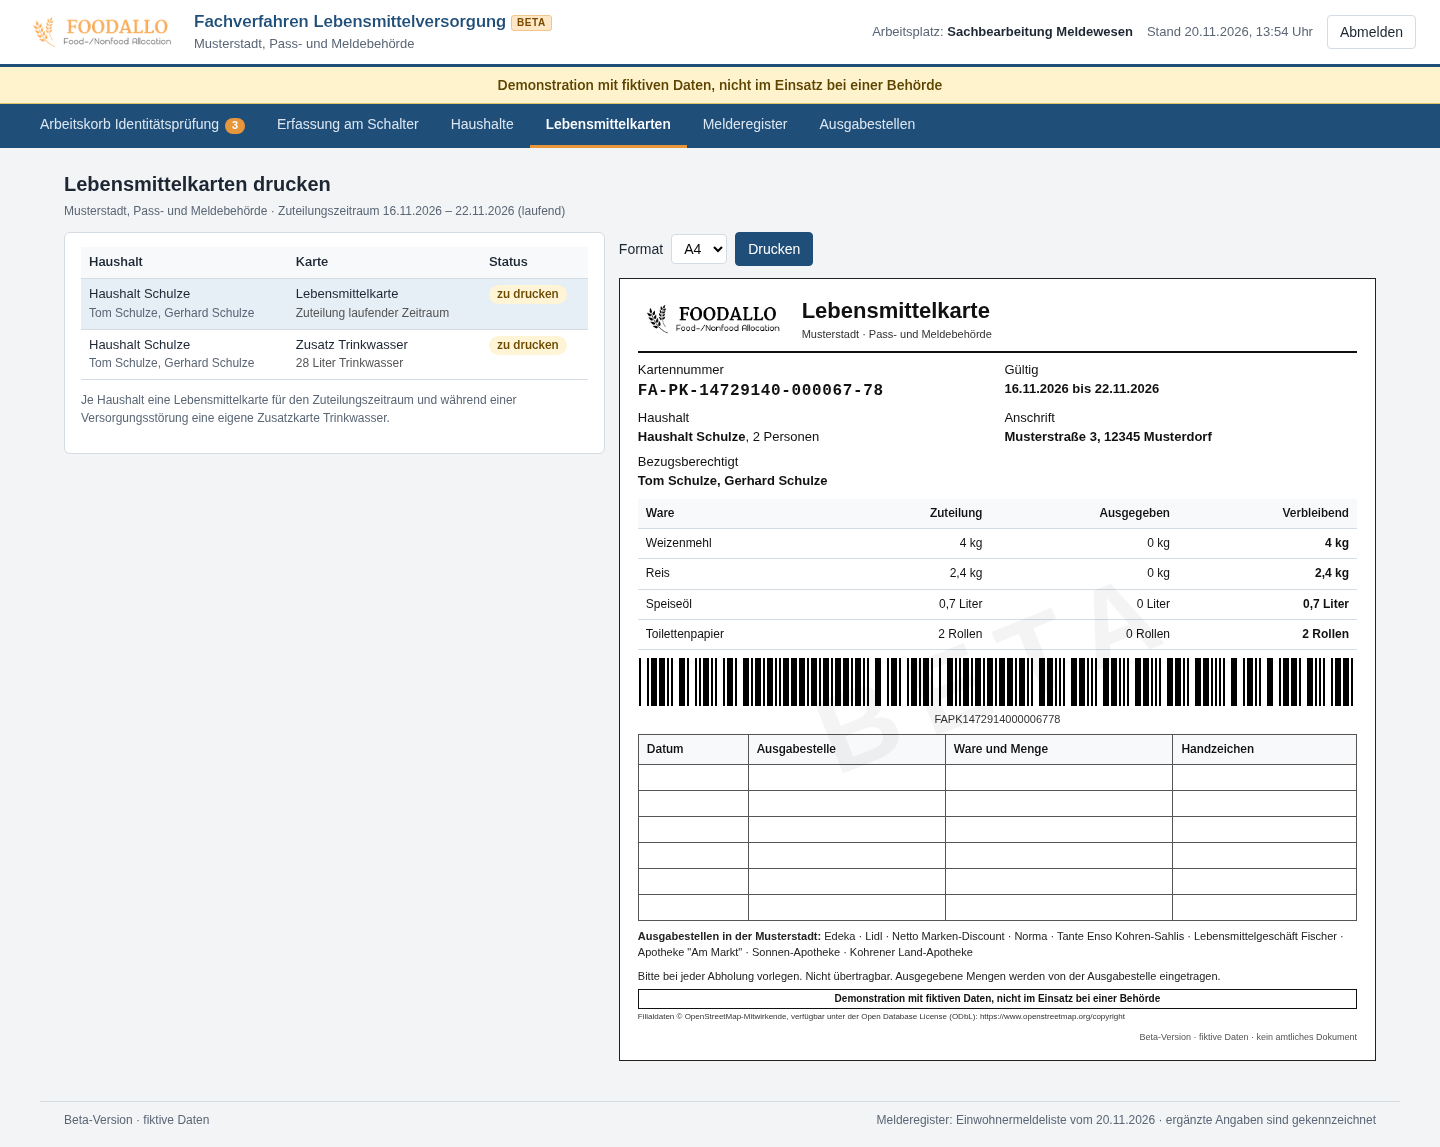 FOODALLO
Food-/Nonfood Allocation
Fachverfahren Lebensmittelversorgung BETA
Musterstadt, Pass- und Meldebehörde
Arbeitsplatz: Sachbearbeitung Meldewesen Stand 20.11.2026, 13:54 Uhr Abmelden
Demonstration mit fiktiven Daten, nicht im Einsatz bei einer Behörde
Arbeitskorb Identitätsprüfung 3 Erfassung am Schalter Haushalte Lebensmittelkarten Melderegister Ausgabestellen
Lebensmittelkarten drucken
Musterstadt, Pass- und Meldebehörde · Zuteilungszeitraum 16.11.2026 – 22.11.2026 (laufend)
Haushalt Karte Status
Haushalt Schulze Lebensmittelkarte zu drucken
Tom Schulze, Gerhard Schulze Zuteilung laufender Zeitraum
Haushalt Schulze Zusatz Trinkwasser zu drucken
Tom Schulze, Gerhard Schulze 28 Liter Trinkwasser
Je Haushalt eine Lebensmittelkarte für den Zuteilungszeitraum und während einer
Versorgungsstörung eine eigene Zusatzkarte Trinkwasser.
Format A4 Drucken
FOODALLO
Food-/Nonfood Allocation
Lebensmittelkarte
Musterstadt · Pass- und Meldebehörde
Kartennummer Gültig
FA-PK-14729140-000067-78 16.11.2026 bis 22.11.2026
Haushalt Anschrift
Haushalt Schulze, 2 Personen Musterstraße 3, 12345 Musterdorf
Bezugsberechtigt
Tom Schulze, Gerhard Schulze
Ware Zuteilung Ausgegeben Verbleibend
Weizenmehl 4 kg 0 kg 4 kg
Reis 2,4 kg 0 kg 2,4 kg
Speiseöl 0,7 Liter 0 Liter 0,7 Liter
Toilettenpapier 2 Rollen 0 Rollen 2 Rollen
BETA
FAPK1472914000006778
Datum Ausgabestelle Ware und Menge Handzeichen
Ausgabestellen in der Musterstadt: Edeka · Lidl · Netto Marken-Discount · Norma · Tante Enso Kohren-Sahlis · Lebensmittelgeschäft Fischer ·
Apotheke "Am Markt" · Sonnen-Apotheke · Kohrener Land-Apotheke
Bitte bei jeder Abholung vorlegen. Nicht übertragbar. Ausgegebene Mengen werden von der Ausgabestelle eingetragen.
Demonstration mit fiktiven Daten, nicht im Einsatz bei einer Behörde
Filialdaten © OpenStreetMap-Mitwirkende, verfügbar unter der Open Database License (ODbL): https://www.openstreetmap.org/copyright
Beta-Version · fiktive Daten · kein amtliches Dokument
Beta-Version · fiktive Daten Melderegister: Einwohnermeldeliste vom 20.11.2026 · ergänzte Angaben sind gekennzeichnet